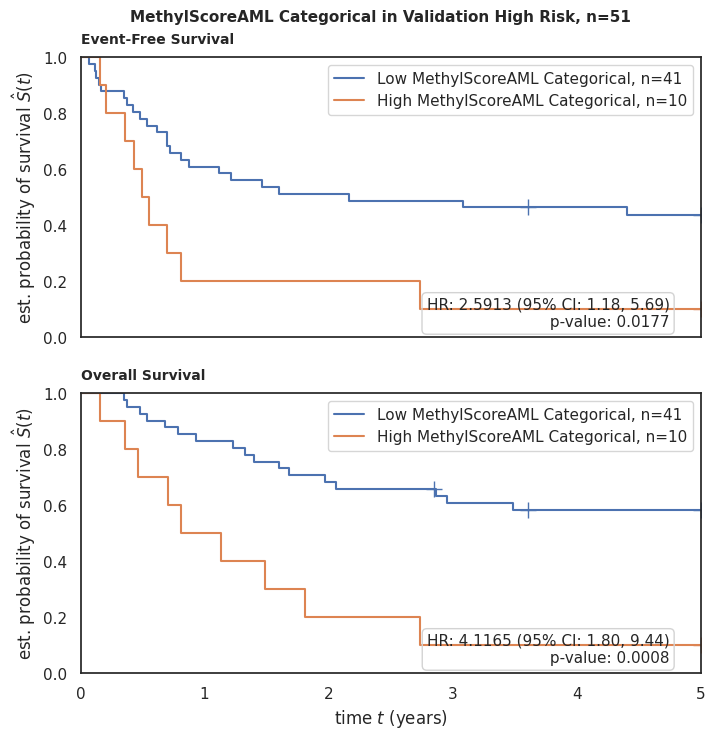 MethylScoreAML Categorical in Validation High Risk, n=51
Event-Free Survival
est. probability of survival Ŝ(t)
1.0
0.8
0.6
0.4
0.2
0.0
Low MethylScoreAML Categorical, n=41
High MethylScoreAML Categorical, n=10
HR: 2.5913 (95% CI: 1.18, 5.69)
p-value: 0.0177
Overall Survival
est. probability of survival Ŝ(t)
1.0
0.8
0.6
0.4
0.2
0.0
Low MethylScoreAML Categorical, n=41
High MethylScoreAML Categorical, n=10
HR: 4.1165 (95% CI: 1.80, 9.44)
p-value: 0.0008
0 1 2 3 4 5
time t (years)